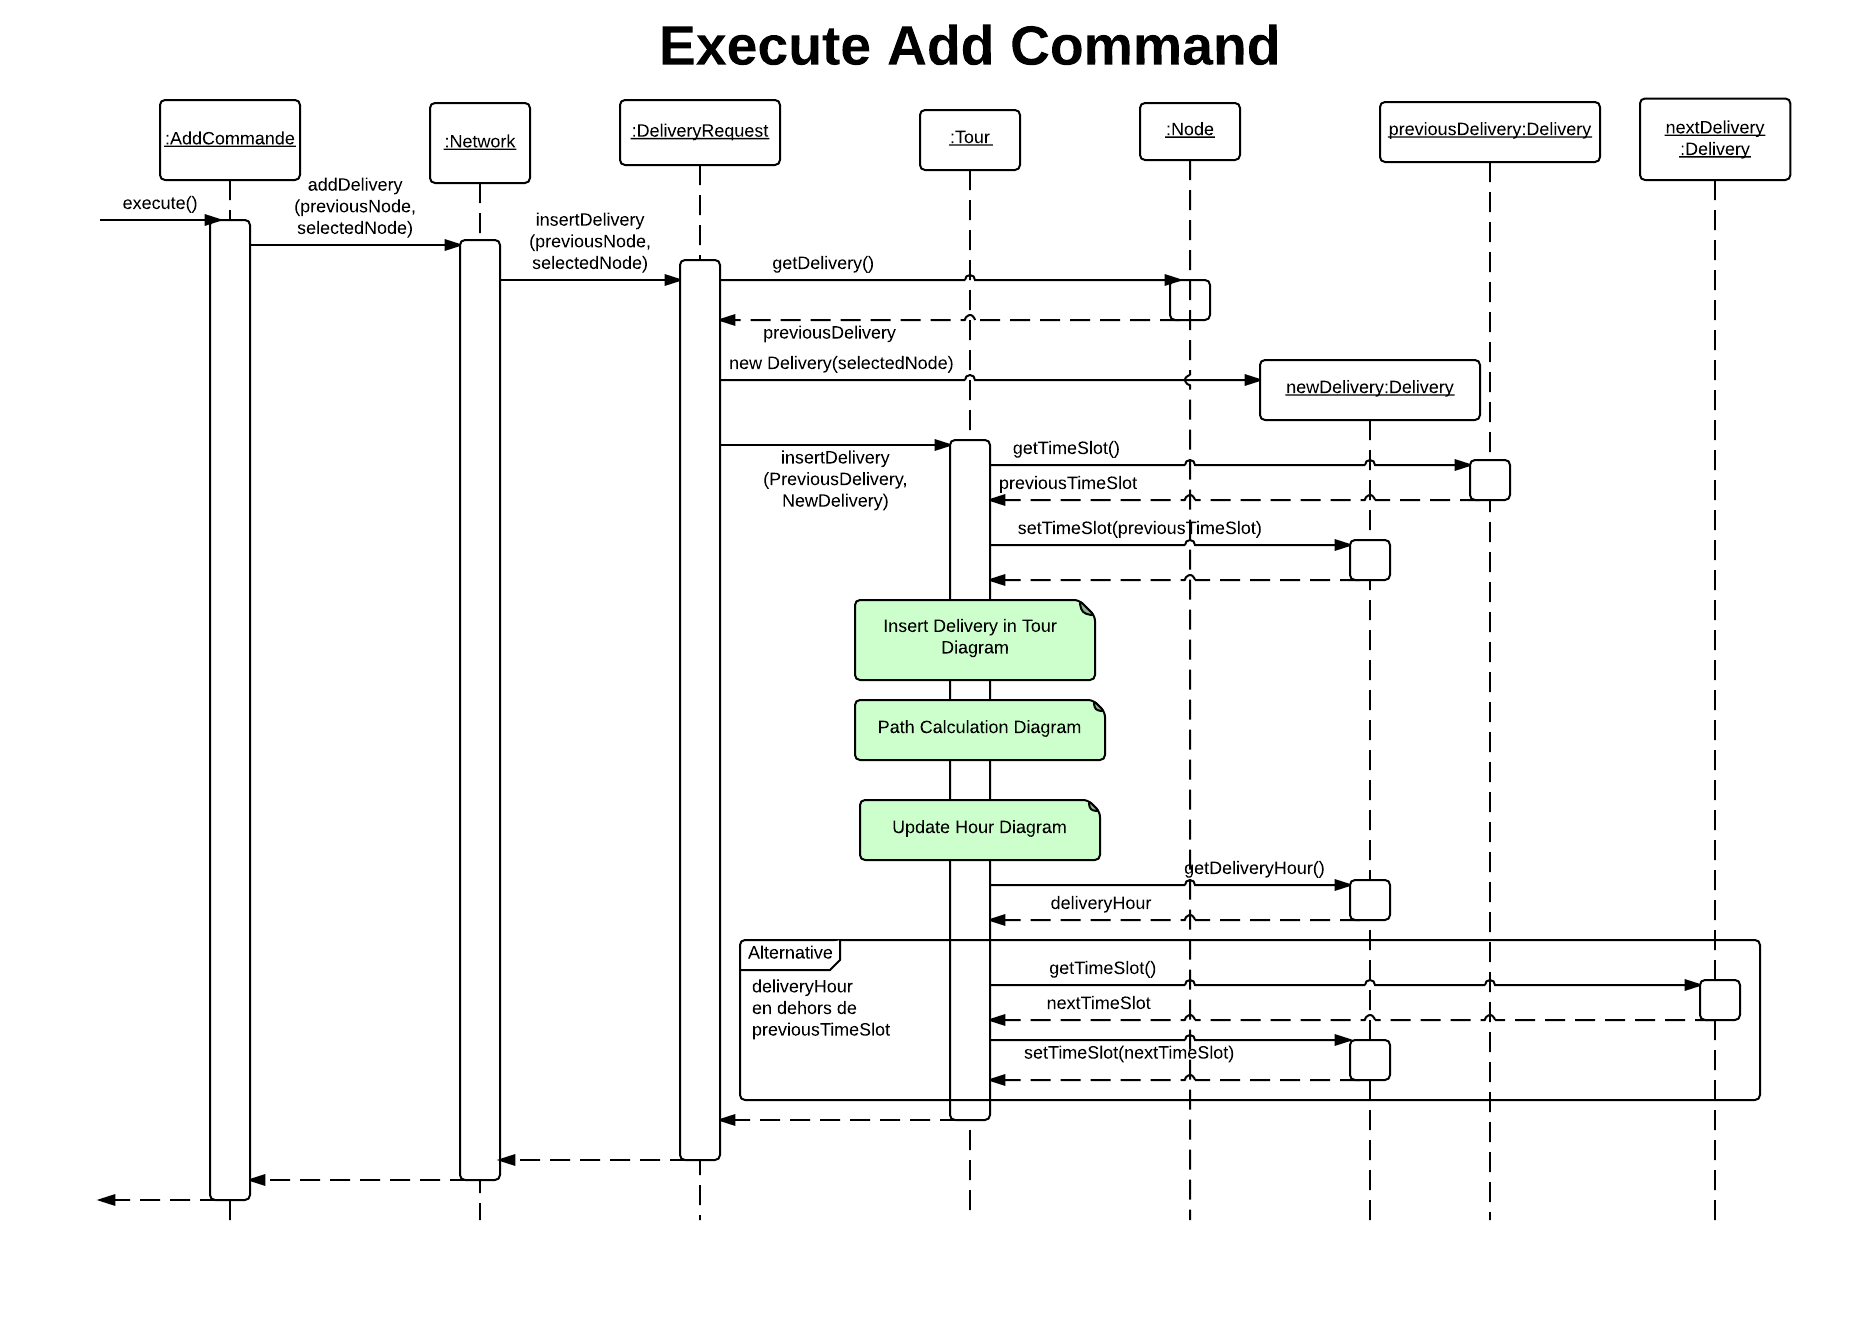 Execute Add Command
:AddCommande
:Network
:DeliveryRequest
:Tour
:Node
previousDelivery:Delivery
nextDelivery
:Delivery
execute()
addDelivery
(previousNode,
selectedNode)
insertDelivery
(previousNode,
selectedNode)
getDelivery()
previousDelivery
new Delivery(selectedNode)
newDelivery:Delivery
insertDelivery
(PreviousDelivery,
NewDelivery)
getTimeSlot()
previousTimeSlot
setTimeSlot(previousTimeSlot)
Insert Delivery in Tour
Diagram
Path Calculation Diagram
Update Hour Diagram
getDeliveryHour()
deliveryHour
Alternative
deliveryHour
en dehors de
previousTimeSlot
getTimeSlot()
nextTimeSlot
setTimeSlot(nextTimeSlot)